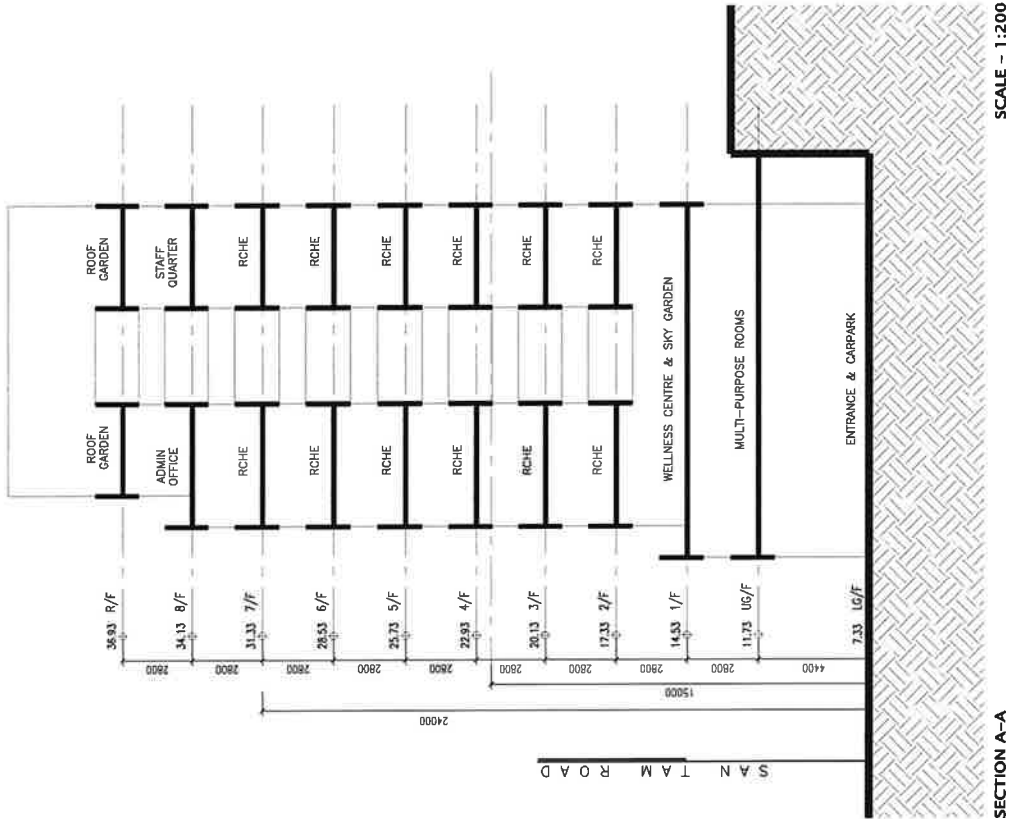 ROOF
GARDEN
ROOF
GARDEN
36.93 R/F
2800
ADMIN
OFFICE
STAFF
QUARTER
34.13 8/F
2800
RCHE
RCHE
31.33 7/F
2800
RCHE
RCHE
28.53 6/F
2800
RCHE
RCHE
25.73 5/F
2800
RCHE
RCHE
22.93 4/F
2800
RCHE
RCHE
20.13 3/F
2800
RCHE
RCHE
17.33 2/F
2800
WELLNESS CENTRE & SKY GARDEN
14.53 1/F
2800
MULTI-PURPOSE ROOMS
11.73 UG/F
4400
ENTRANCE & CARPARK
7.33 LG/F
15000
24000
SAN TAM ROAD
SECTION A-A
SCALE - 1:200